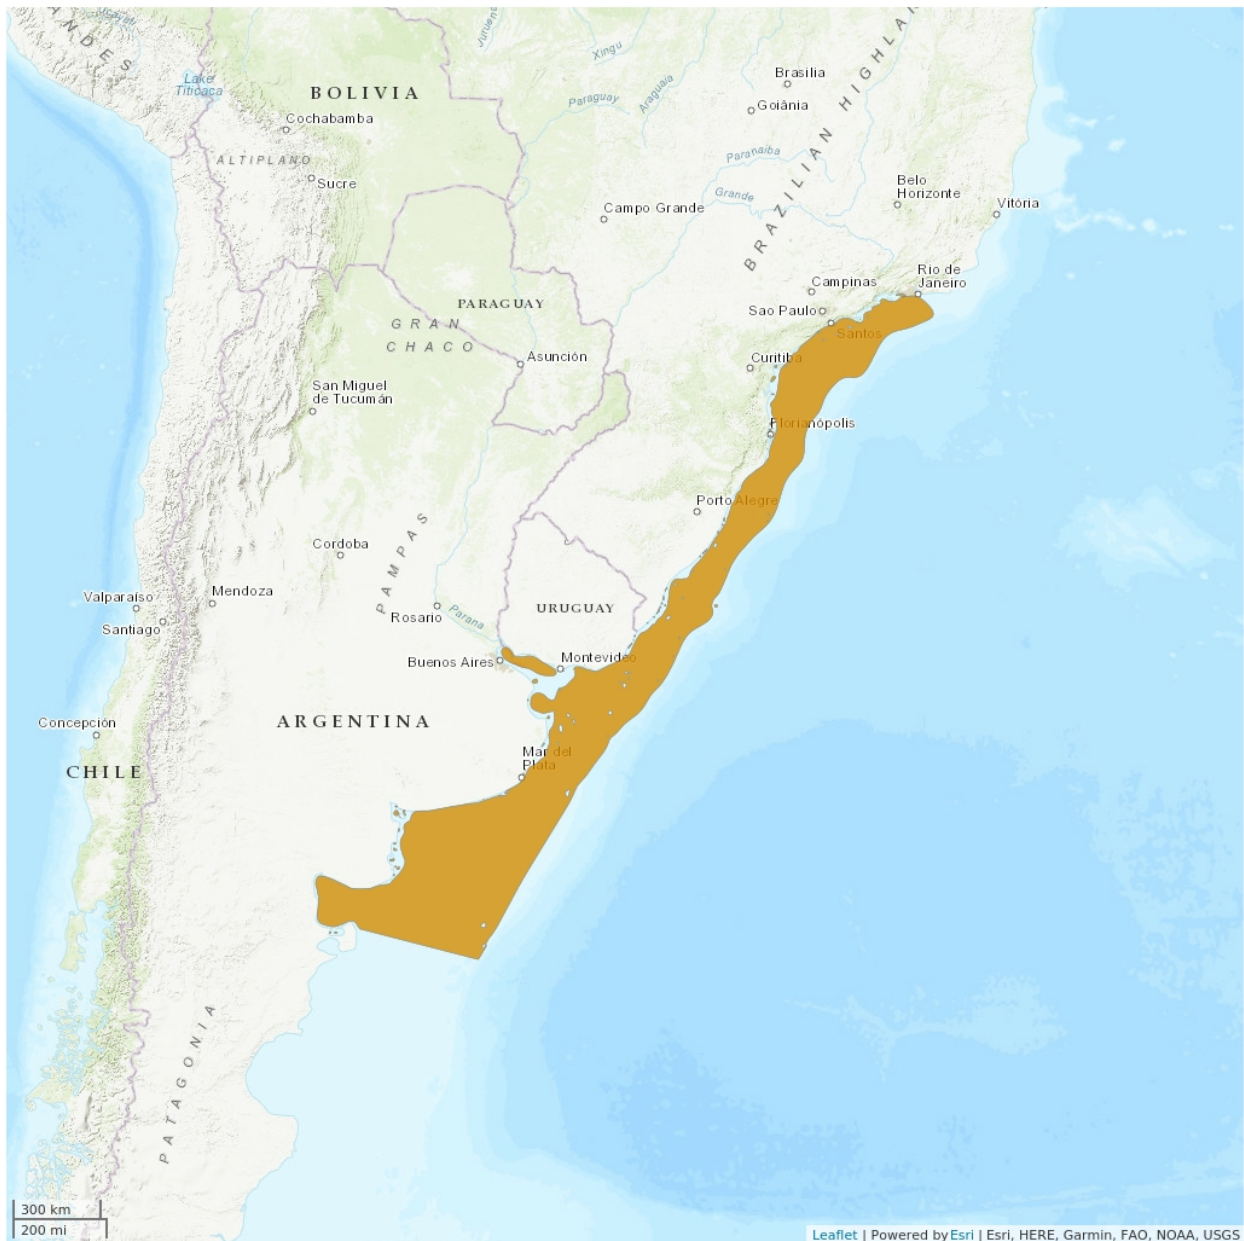 ANDES
Ucayali
Juruena
Xingu
Araguaia
BRAZILIAN HIGHLA
Lake
Titicaca
BOLIVIA
Paraguay
Brasilia
Goiânia
Cochabamba
ALTIPLANO
Sucre
Paranaiba
Grande
Belo
Horizonte
Vitória
Campo Grande
Campinas
Rio de
Janeiro
PARAGUAY
Sao Paulo
Santos
GRAN
CHACO
Asunción
Curitiba
San Miguel
de Tucumán
Florianópolis
Porto Alegre
PAMPAS
Cordoba
Valparaíso
Mendoza
Santiago
Rosario
Parana
URUGUAY
Buenos Aires
Montevideo
Concepción
ARGENTINA
CHILE
Mar del
Plata
PATAGONIA
300 km
200 mi
Leaflet | Powered by Esri | Esri, HERE, Garmin, FAO, NOAA, USGS